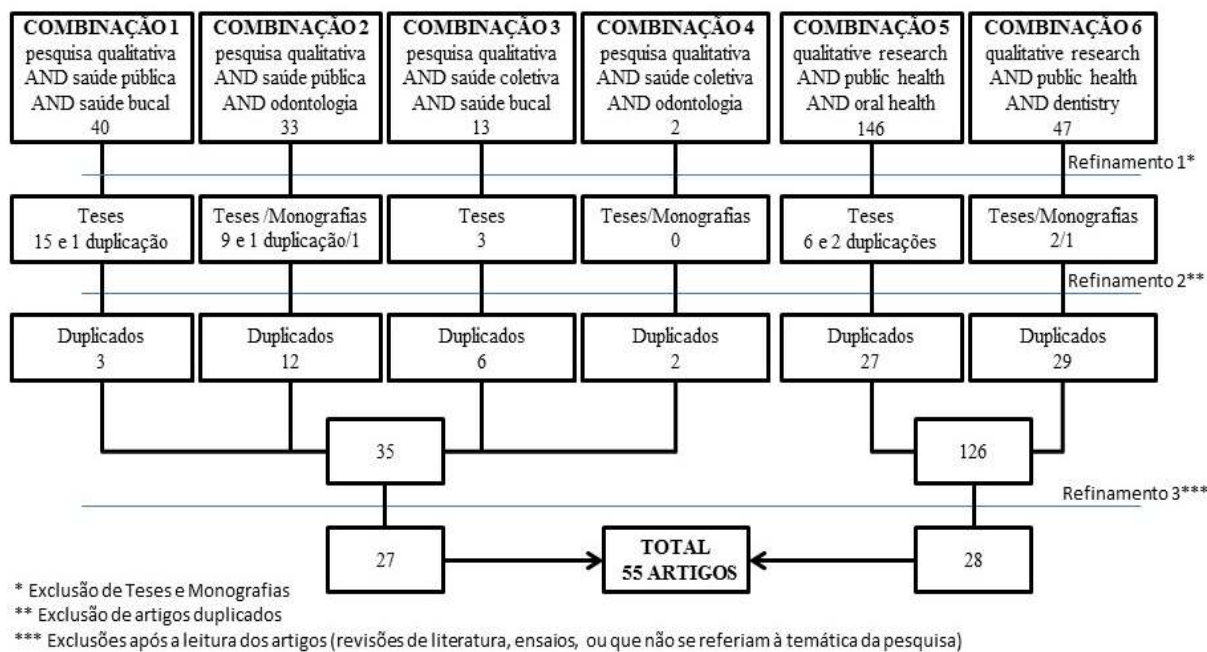 COMBINAÇÃO 1
pesquisa qualitativa
AND saúde pública
AND saúde bucal
40
COMBINAÇÃO 2
pesquisa qualitativa
AND saúde pública
AND odontologia
33
COMBINAÇÃO 3
pesquisa qualitativa
AND saúde coletiva
AND saúde bucal
13
COMBINAÇÃO 4
pesquisa qualitativa
AND saúde coletiva
AND odontologia
2
COMBINAÇÃO 5
qualitative research
AND public health
AND oral health
146
COMBINAÇÃO 6
qualitative research
AND public health
AND dentistry
47
Refinamento 1*
Teses
15 e 1 duplicação
Teses /Monografias
9 e 1 duplicação/1
Teses
3
Teses/Monografias
0
Teses
6 e 2 duplicações
Teses/Monografias
2/1
Refinamento 2**
Duplicados
3
Duplicados
12
Duplicados
6
Duplicados
2
Duplicados
27
Duplicados
29
35
126
Refinamento 3***
27
TOTAL
55 ARTIGOS
28
* Exclusão de Teses e Monografias
** Exclusão de artigos duplicados
*** Exclusões após a leitura dos artigos (revisões de literatura, ensaios, ou que não se referiam à temática da pesquisa)